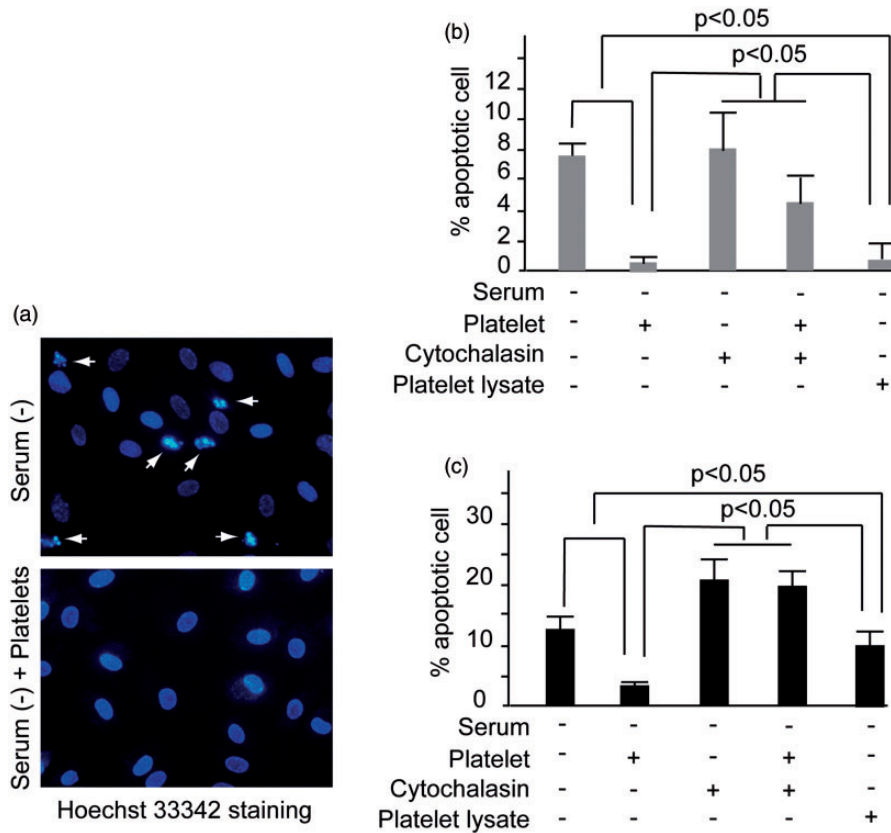 (a)
Serum (-)
Serum (-) + Platelets
Hoechst 33342 staining
(b)
p<0.05
p<0.05
% apoptotic cell
12
10
8
6
4
2
0
Serum - - - - -
Platelet - + - + -
Cytochalasin - - + + -
Platelet lysate - - - - +
(c)
p<0.05
p<0.05
% apoptotic cell
30
20
10
0
Serum - - - - -
Platelet - + - + -
Cytochalasin - - + + -
Platelet lysate - - - - +